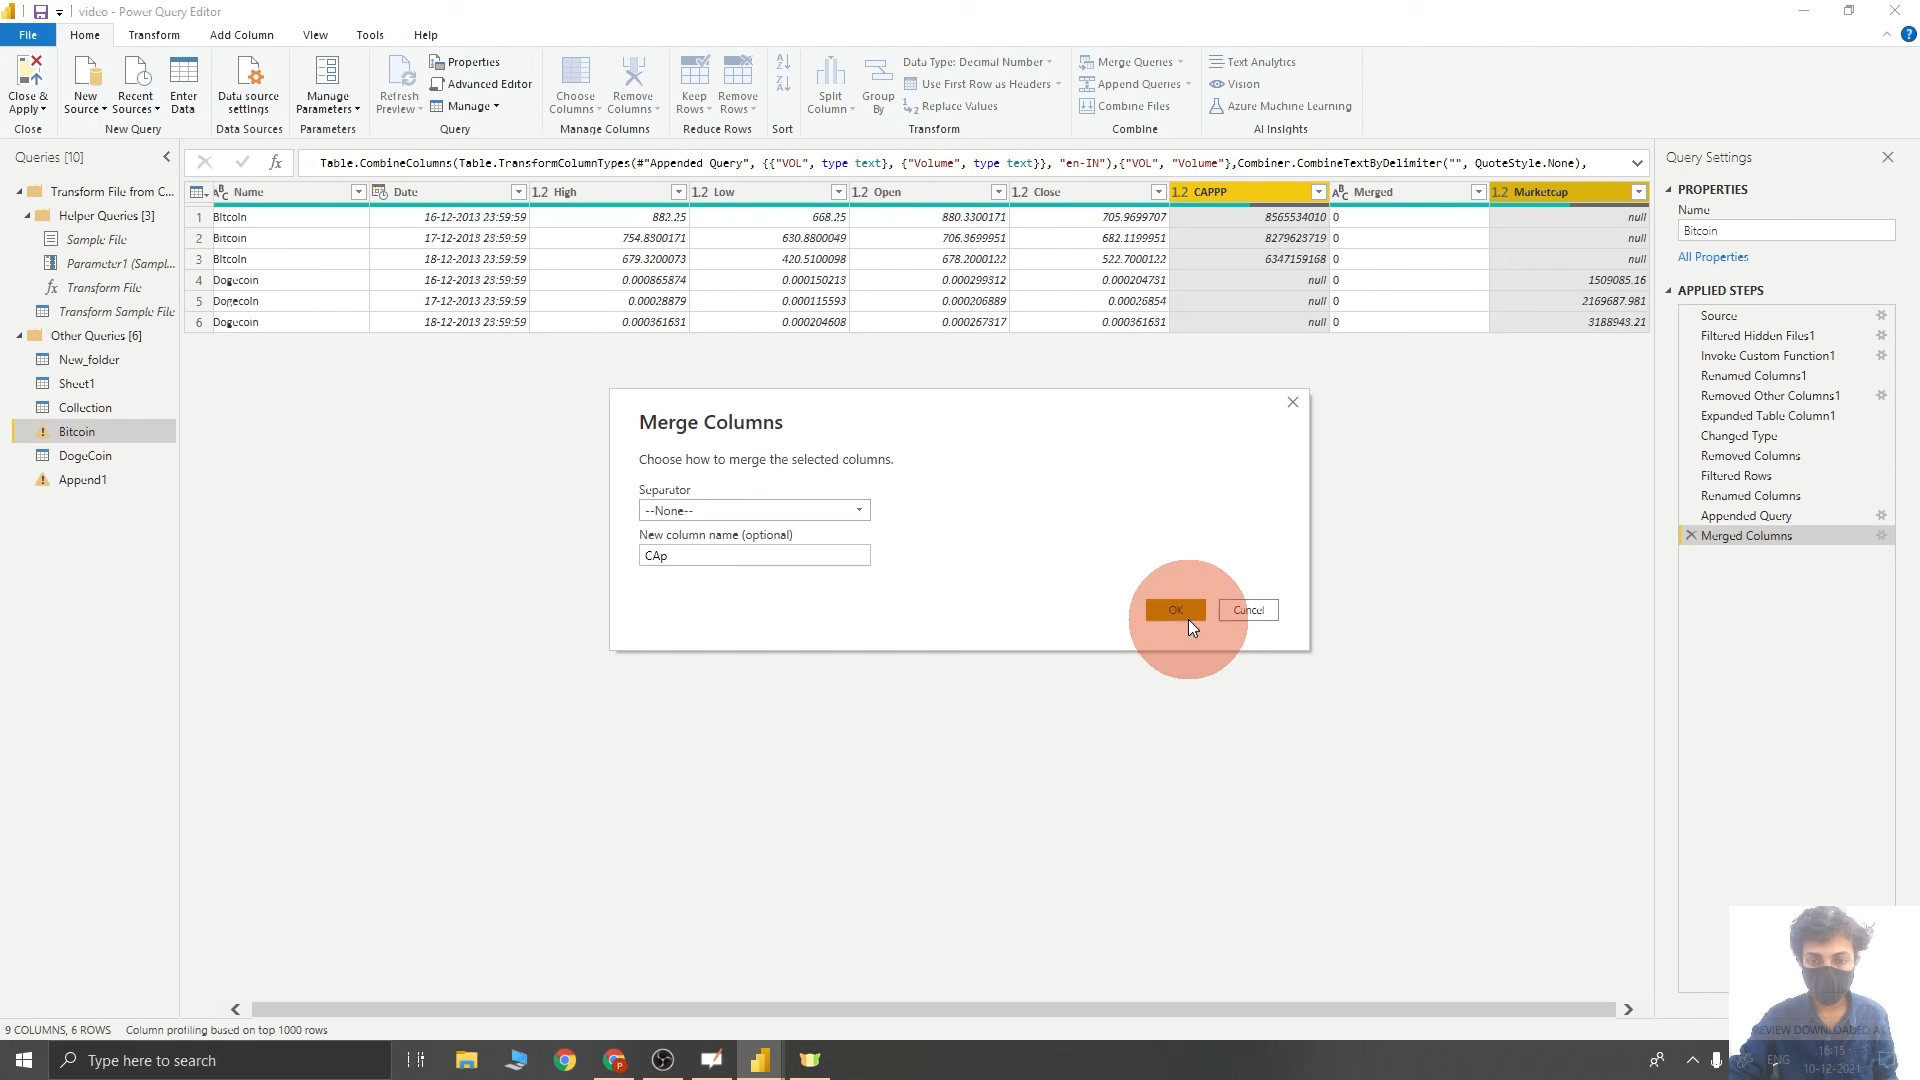 video - Power Query Editor
File Home Transform Add Column View Tools Help
Close & Apply
New Source
Recent Sources
Enter Data
Data source settings
Manage Parameters
Refresh Preview
Properties
Advanced Editor
Manage
Choose Columns
Remove Columns
Keep Rows
Remove Rows
Split Column
Group By
Data Type: Decimal Number
Use First Row as Headers
Replace Values
Merge Queries
Append Queries
Combine Files
Text Analytics
Vision
Azure Machine Learning
Close New Query Data Sources Parameters Query Manage Columns Reduce Rows Sort Transform Combine AI Insights
Queries [10]
Transform File from C...
Helper Queries [3]
Sample File
Parameter1 (Sampl...
Transform File
Transform Sample File
Other Queries [6]
New_folder
Sheet1
Collection
Bitcoin
DogeCoin
Append1
Table.CombineColumns(Table.TransformColumnTypes(#"Appended Query", {{"VOL", type text}, {"Volume", type text}}, "en-IN"),{"VOL", "Volume"},Combiner.CombineTextByDelimiter("", QuoteStyle.None),
Name Date 1.2 High 1.2 Low 1.2 Open 1.2 Close 1.2 CAPPP Merged 1.2 Marketcap
1 Bitcoin 16-12-2013 23:59:59 882.25 668.25 880.3300171 705.9699707 8565534010 0 null
2 Bitcoin 17-12-2013 23:59:59 754.8300171 630.8800049 706.3699951 682.1199951 8279623719 0 null
3 Bitcoin 18-12-2013 23:59:59 679.3200073 420.5100098 678.2000122 522.7000122 6347159168 0 null
4 Dogecoin 16-12-2013 23:59:59 0.000865874 0.000150213 0.000299312 0.000204731 null 0 1509085.16
5 Dogecoin 17-12-2013 23:59:59 0.00028879 0.000115593 0.000206889 0.00026854 null 0 2169687.981
6 Dogecoin 18-12-2013 23:59:59 0.000361631 0.000204608 0.000267317 0.000361631 null 0 3188943.21
Merge Columns
Choose how to merge the selected columns.
Separator
--None--
New column name (optional)
CAp
OK Cancel
Query Settings
PROPERTIES
Name
Bitcoin
All Properties
APPLIED STEPS
Source
Filtered Hidden Files1
Invoke Custom Function1
Renamed Columns1
Removed Other Columns1
Expanded Table Column1
Changed Type
Removed Columns
Filtered Rows
Renamed Columns
Appended Query
Merged Columns
9 COLUMNS, 6 ROWS Column profiling based on top 1000 rows
Type here to search
ENG
16:15
10-12-2021